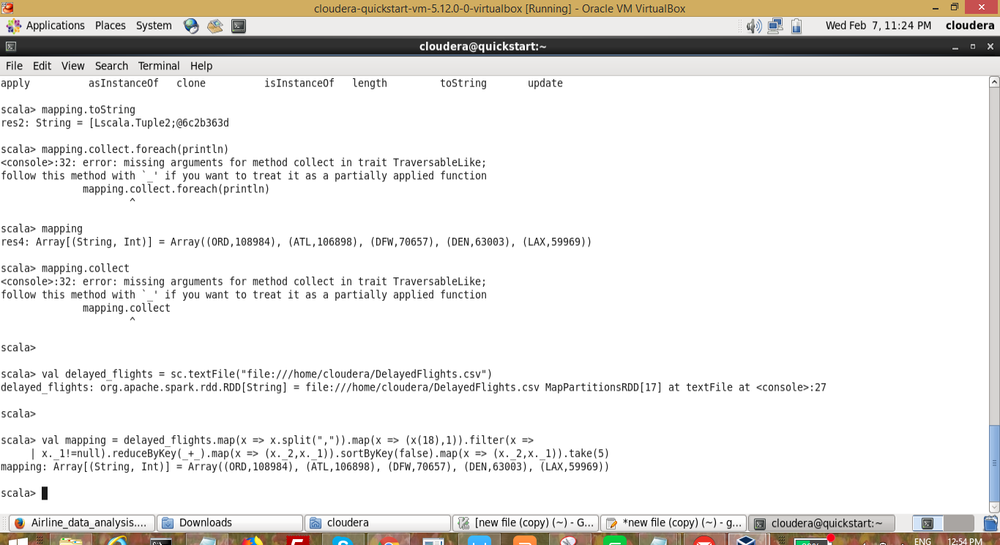 cloudera-quickstart-vm-5.12.0-0-virtualbox [Running] - Oracle VM VirtualBox
Applications Places System Wed Feb 7, 11:24 PM cloudera
cloudera@quickstart:~
File Edit View Search Terminal Help
apply asInstanceOf clone isInstanceOf length toString update
scala> mapping.toString
res2: String = [Lscala.Tuple2;@6c2b363d
scala> mapping.collect.foreach(println)
<console>:32: error: missing arguments for method collect in trait TraversableLike;
follow this method with `_' if you want to treat it as a partially applied function
mapping.collect.foreach(println)
^
scala> mapping
res4: Array[(String, Int)] = Array((ORD,108984), (ATL,106898), (DFW,70657), (DEN,63003), (LAX,59969))
scala> mapping.collect
<console>:32: error: missing arguments for method collect in trait TraversableLike;
follow this method with `_' if you want to treat it as a partially applied function
mapping.collect
^
scala>
scala> val delayed_flights = sc.textFile("file:///home/cloudera/DelayedFlights.csv")
delayed_flights: org.apache.spark.rdd.RDD[String] = file:///home/cloudera/DelayedFlights.csv MapPartitionsRDD[17] at textFile at <console>:27
scala>
scala> val mapping = delayed_flights.map(x => x.split(",")).map(x => (x(18),1)).filter(x =>
| x._1!=null).reduceByKey(_+_).map(x => (x._2,x._1)).sortByKey(false).map(x => (x._2,x._1)).take(5)
mapping: Array[(String, Int)] = Array((ORD,108984), (ATL,106898), (DFW,70657), (DEN,63003), (LAX,59969))
scala>
Airline_data_analysis.... Downloads cloudera [new file (copy) (~) - G... *new file (copy) (~) - g... cloudera@quickstart:~
ENG 12:54 PM